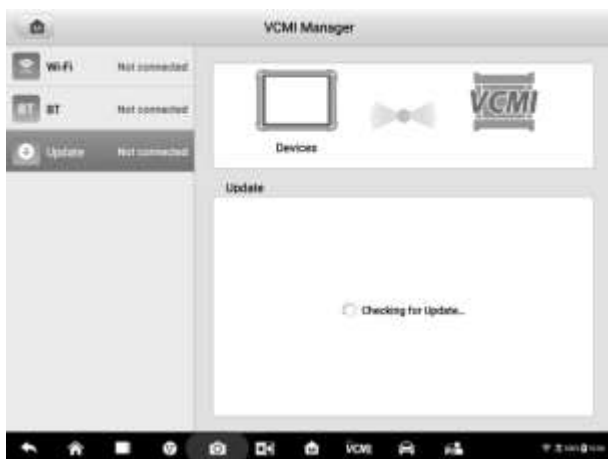 VCMI Manager
Wi-Fi Not connected
BT BT Not connected
Update Not connected
VCMI
Devices
Update
Checking for Update...
VCMI